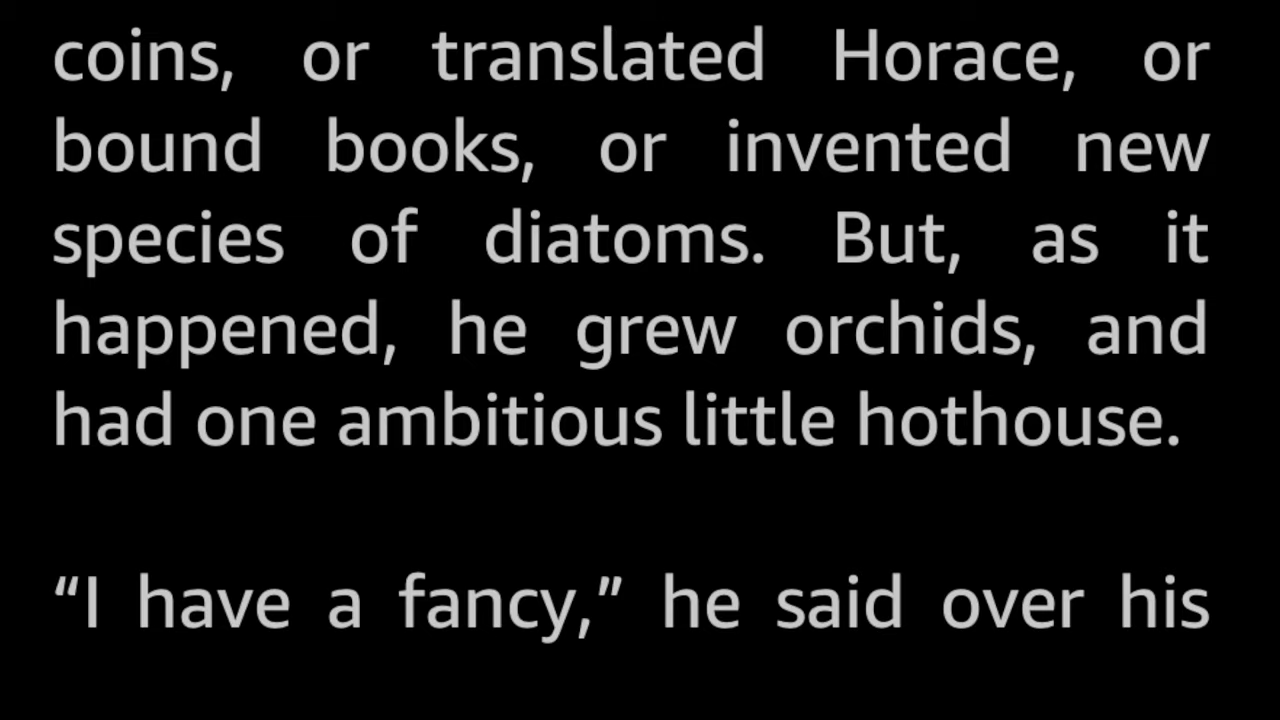 coins, or translated Horace, or
bound books, or invented new
species of diatoms. But, as it
happened, he grew orchids, and
had one ambitious little hothouse.
“I have a fancy,” he said over his